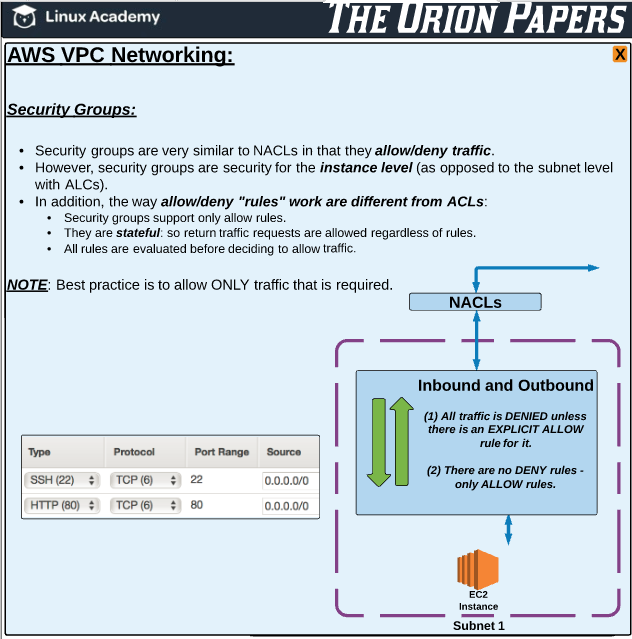 Linux Academy
THE ORION PAPERS
AWS VPC Networking:
X
Security Groups:
• Security groups are very similar to NACLs in that they allow/deny traffic.
• However, security groups are security for the instance level (as opposed to the subnet level
with ALCs).
• In addition, the way allow/deny "rules" work are different from ACLs:
• Security groups support only allow rules.
• They are stateful: so return traffic requests are allowed regardless of rules.
• All rules are evaluated before deciding to allow traffic.
NOTE: Best practice is to allow ONLY traffic that is required.
NACLs
Inbound and Outbound
(1) All traffic is DENIED unless
there is an EXPLICIT ALLOW
rule for it.
(2) There are no DENY rules -
only ALLOW rules.
Type Protocol Port Range Source
SSH (22) TCP (6) 22 0.0.0.0/0
HTTP (80) TCP (6) 80 0.0.0.0/0
EC2
Instance
Subnet 1